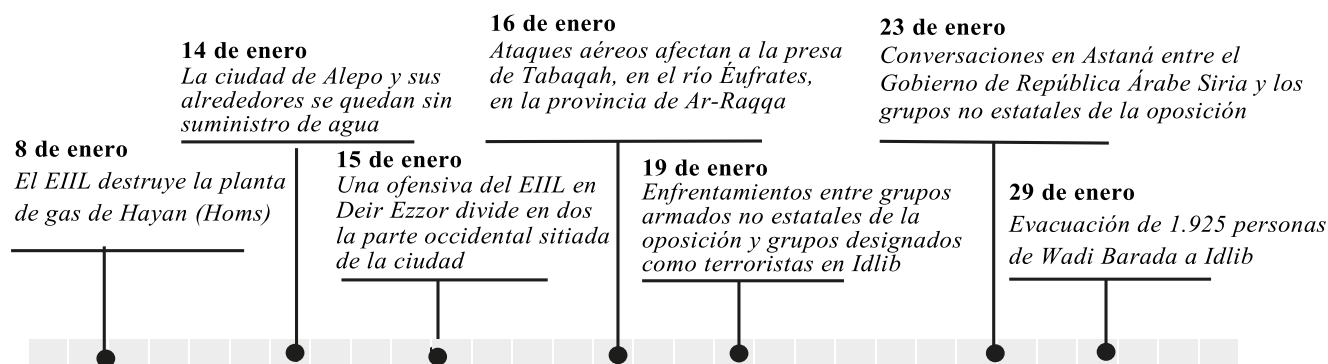 8 de enero
El EIIL destruye la planta
de gas de Hayan (Homs)
14 de enero
La ciudad de Alepo y sus
alrededores se quedan sin
suministro de agua
15 de enero
Una ofensiva del EIIL en
Deir Ezzor divide en dos
la parte occidental sitiada
de la ciudad
16 de enero
Ataques aéreos afectan a la presa
de Tabaqah, en el río Éufrates,
en la provincia de Ar-Raqqa
19 de enero
Enfrentamientos entre grupos
armados no estatales de la
oposición y grupos designados
como terroristas en Idlib
23 de enero
Conversaciones en Astaná entre el
Gobierno de República Árabe Siria y los
grupos no estatales de la oposición
29 de enero
Evacuación de 1.925 personas
de Wadi Barada a Idlib